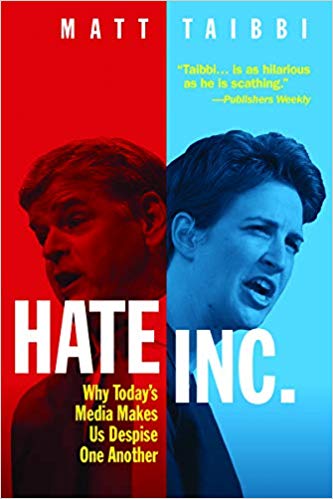 MATT TAIBBI
“Taibbi... is as hilarious
as he is scathing.”
—Publishers Weekly
HATE INC.
Why Today's
Media Makes
Us Despise
One Another